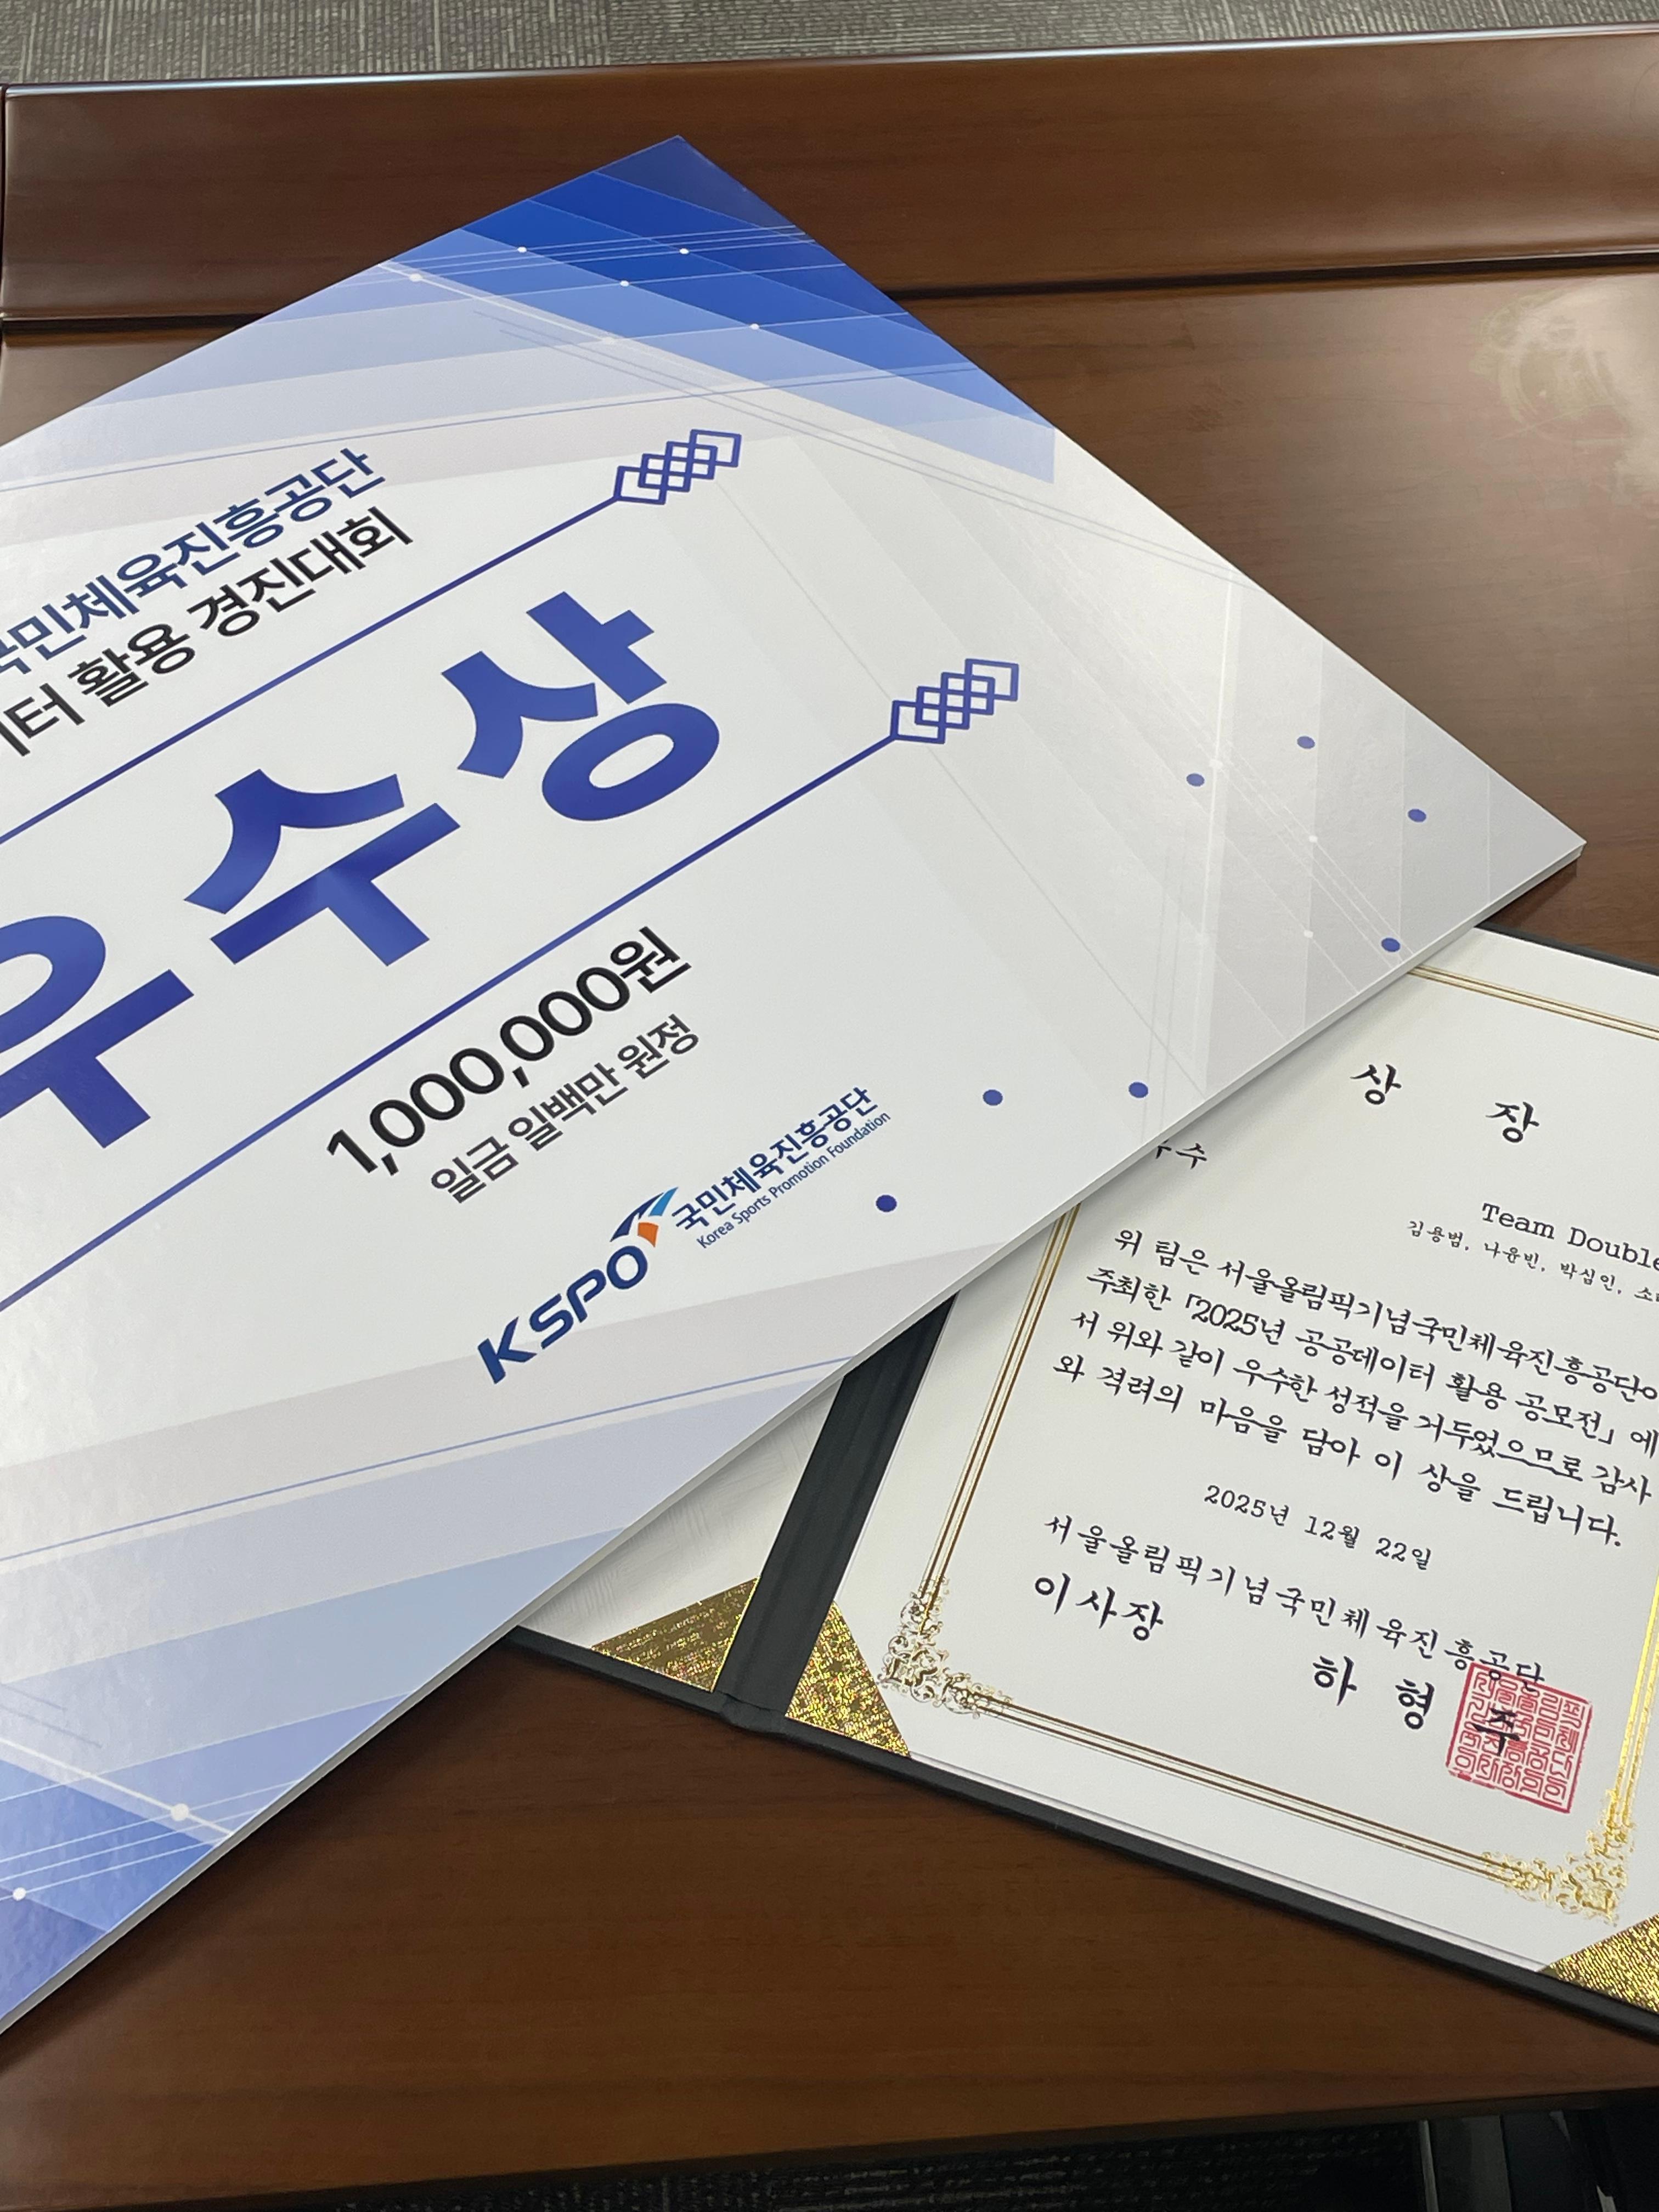 국민체육진흥공단
이터 활용 경진대회
우수상
1,000,000원
일금 일백만 원정
KSPO 국민체육진흥공단
Korea Sports Promotion Foundation
상 장
우수
Team Double
김용범, 나윤빈, 박심인, 소
위 팀은 서울올림픽기념국민체육진흥공단이
주최한 「2025년 공공데이터 활용 공모전」에
서 위와 같이 우수한 성적을 거두었으므로 감사
와 격려의 마음을 담아 이 상을 드립니다.
2025년 12월 22일
서울올림픽기념국민체육진흥공단
이사장
하 형 주